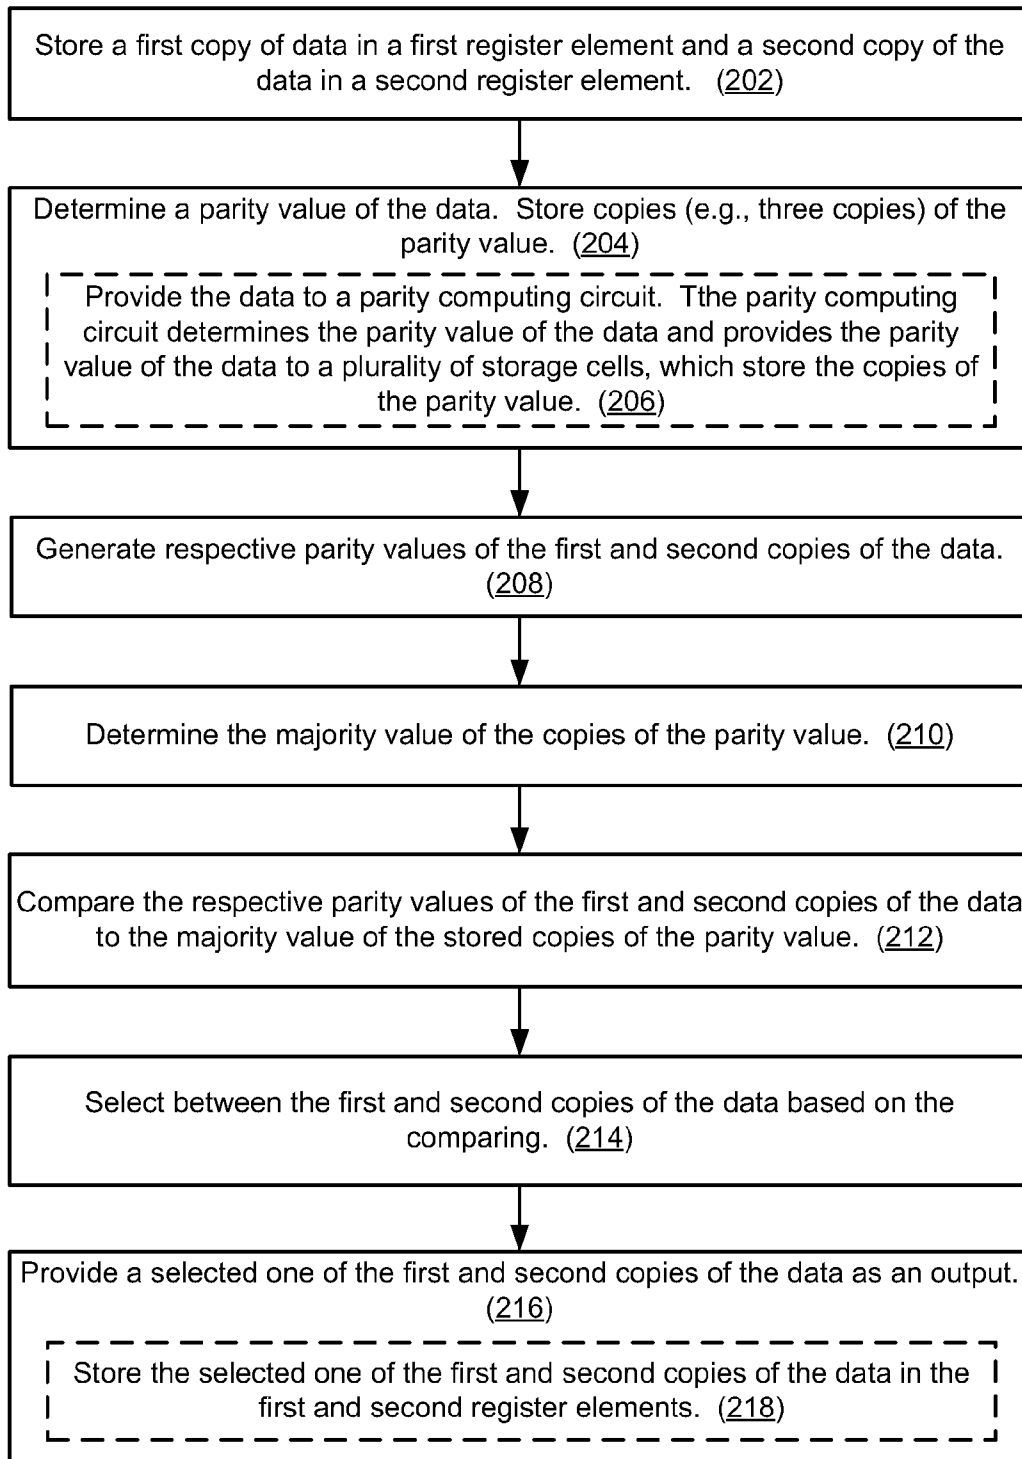 Store a first copy of data in a first register element and a second copy of the
data in a second register element. (202)
Determine a parity value of the data. Store copies (e.g., three copies) of the
parity value. (204)
Provide the data to a parity computing circuit. Tthe parity computing
circuit determines the parity value of the data and provides the parity
value of the data to a plurality of storage cells, which store the copies of
the parity value. (206)
Generate respective parity values of the first and second copies of the data.
(208)
Determine the majority value of the copies of the parity value. (210)
Compare the respective parity values of the first and second copies of the data
to the majority value of the stored copies of the parity value. (212)
Select between the first and second copies of the data based on the
comparing. (214)
Provide a selected one of the first and second copies of the data as an output.
(216)
Store the selected one of the first and second copies of the data in the
first and second register elements. (218)